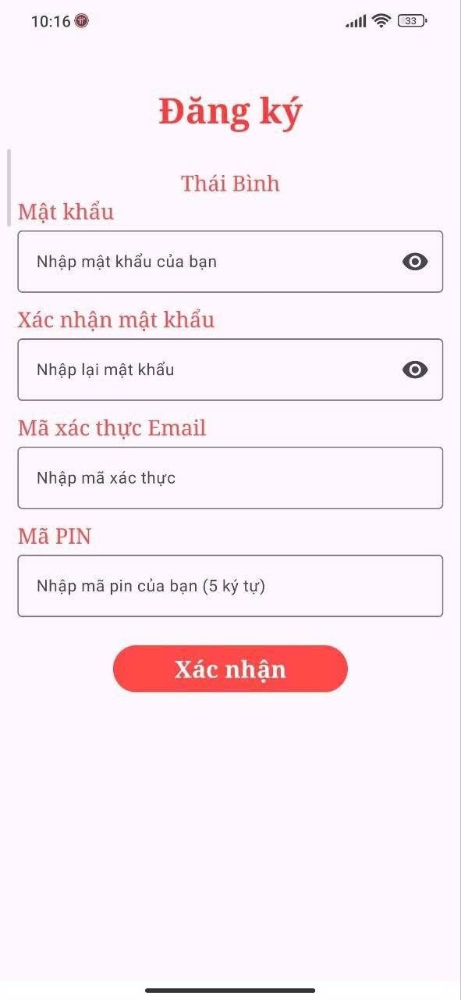 10:16
33
Đăng ký
Thái Bình
Mật khẩu
Nhập mật khẩu của bạn
Xác nhận mật khẩu
Nhập lại mật khẩu
Mã xác thực Email
Nhập mã xác thực
Mã PIN
Nhập mã pin của bạn (5 ký tự)
Xác nhận